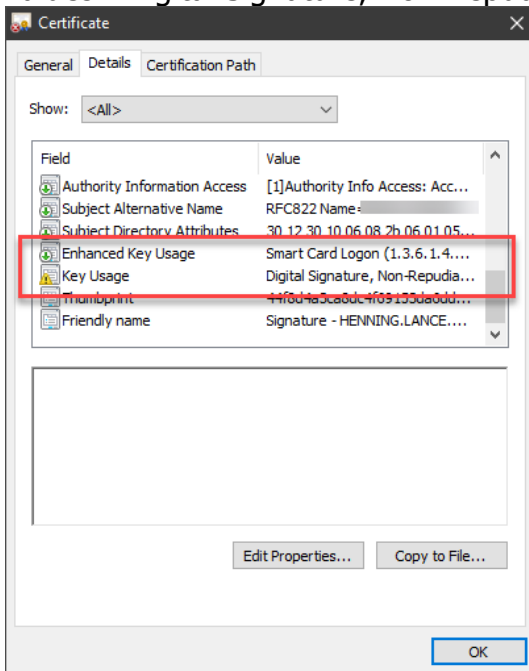 Certificate
General Details Certification Path
Show: <All>
Field Value
Authority Information Access [1]Authority Info Access: Acc...
Subject Alternative Name RFC822 Name=
Subject Directory Attributes 30 12 30 10 06 08 2b 06 01 05...
Enhanced Key Usage Smart Card Logon (1.3.6.1.4....
Key Usage Digital Signature, Non-Repudia...
Thumbprint
Friendly name Signature - HENNING.LANCE....
Edit Properties... Copy to File...
OK